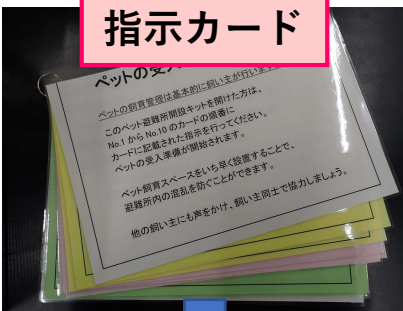 指示カード
ペットの受入
ペットの飼育管理は基本的に飼い主が行います
このペット避難所開設キットを開けた方は、
No.1 から No.10 のカードの順番に
カードに記載された指示を行ってください。
ペットの受入準備が開始されます。
ペット飼育スペースをいち早く設置することで、
避難所内の混乱を防ぐことができます。
他の飼い主にも声をかけ、飼い主同士で協力しましょう。